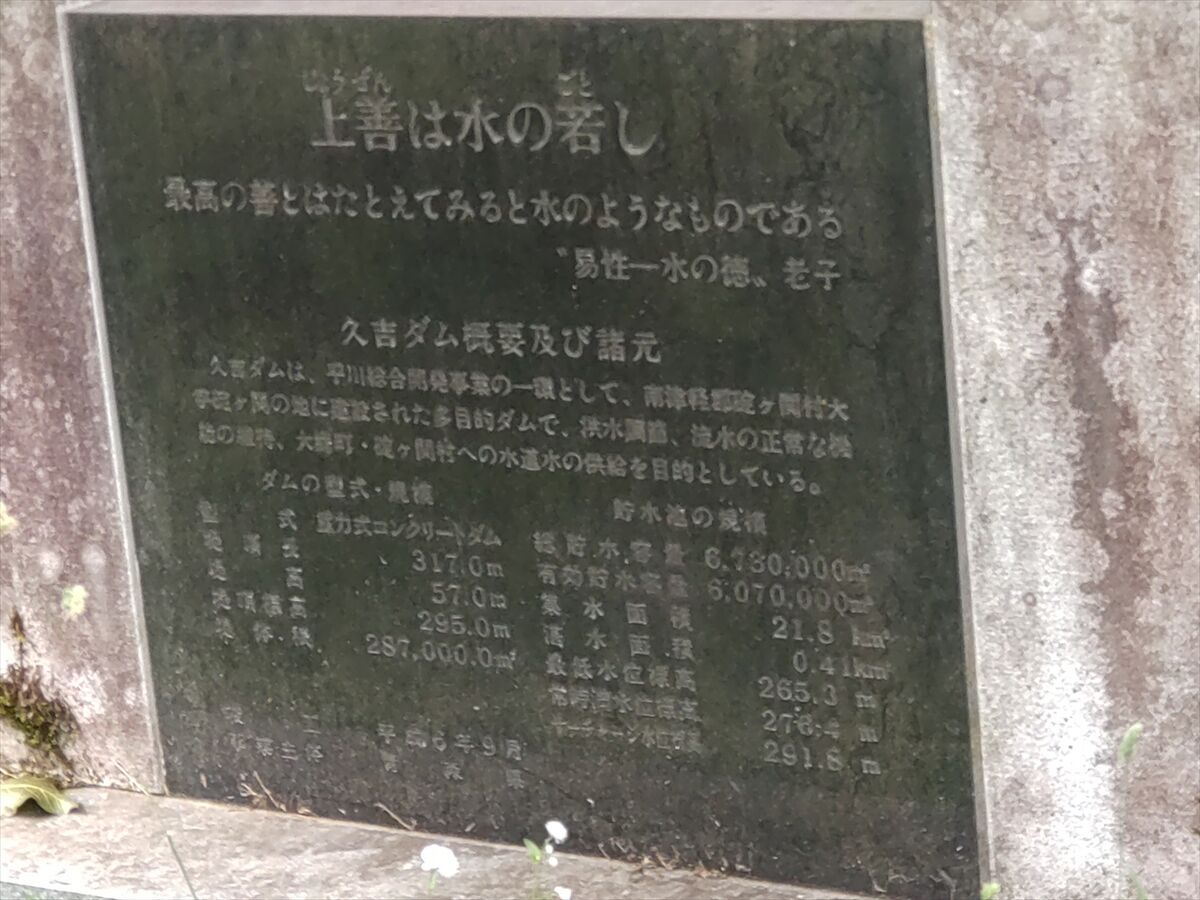 じょうぜん ごと
上善は水の若し
最高の善とはたとえてみると水のようなものである
〝易性—水の徳〟老子
久吉ダム概要及び諸元
久吉ダムは、平川総合開発事業の一環として、南津軽郡碇ヶ関村大
字碇ヶ関の地に建設された多目的ダムで、洪水調節、流水の正常な機
能の維持、大鰐町・碇ヶ関村への水道水の供給を目的としている。
ダムの型式・規模
型式 重力式コンクリートダム
堤頂長 317.0m
堤高 57.0m
堤頂標高 295.0m
堤体積 287,000.0m³
竣工 平成6年9月
事業主体 青森県
貯水池の規模
総貯水容量 6,730,000m³
有効貯水容量 6,070,000m³
集水面積 21.8km²
湛水面積 0.41km²
最低水位標高 265.3m
常時満水位標高 276.4m
サーチャージ水位標高 291.8m